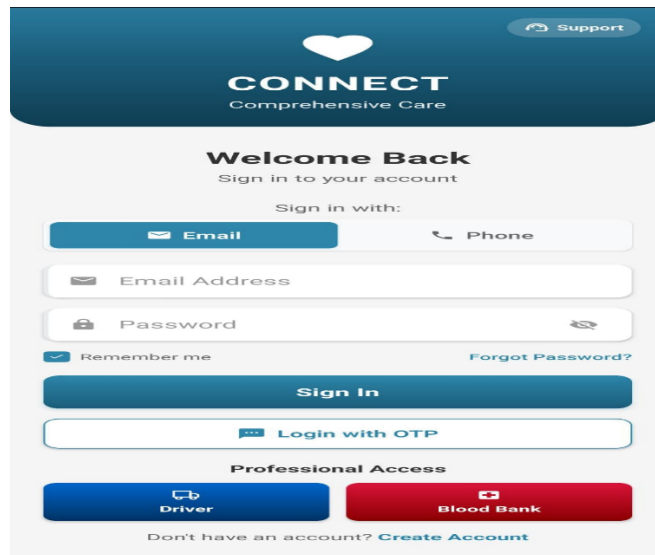 Support
CONNECT
Comprehensive Care
Welcome Back
Sign in to your account
Sign in with:
Email Phone
Email Address
Password
Remember me Forgot Password?
Sign In
Login with OTP
Professional Access
Driver Blood Bank
Don't have an account? Create Account